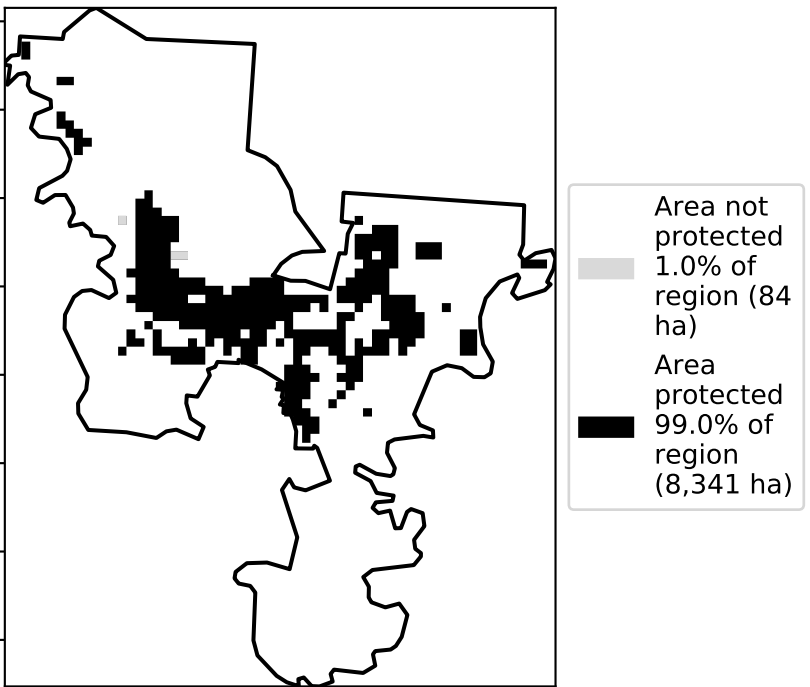 Area not
protected
1.0% of
region (84
ha)
Area
protected
99.0% of
region
(8,341 ha)